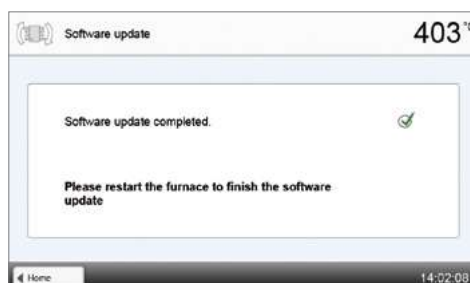 Software update
403 °C
Software update completed.
Please restart the furnace to finish the software
update
Home
14:02:08